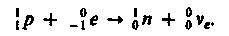 ¹₁p + ⁰₋₁e → ¹₀n + ⁰₀νₑ.